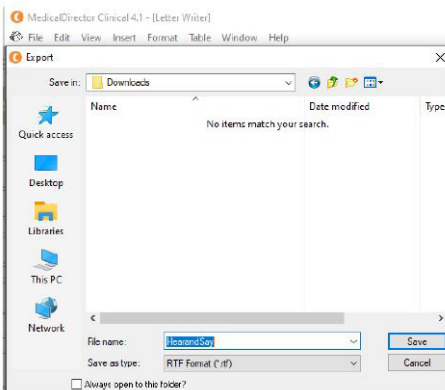 MedicalDirector Clinical 4.1 - [Letter Writer]
File Edit View Insert Format Table Window Help
Export
Save in: Downloads
Name Date modified Type
No items match your search.
Quick access
Desktop
Libraries
This PC
Network
File name: HearandSay Save
Save as type: RTF Format (*.rtf) Cancel
Always open to this folder?